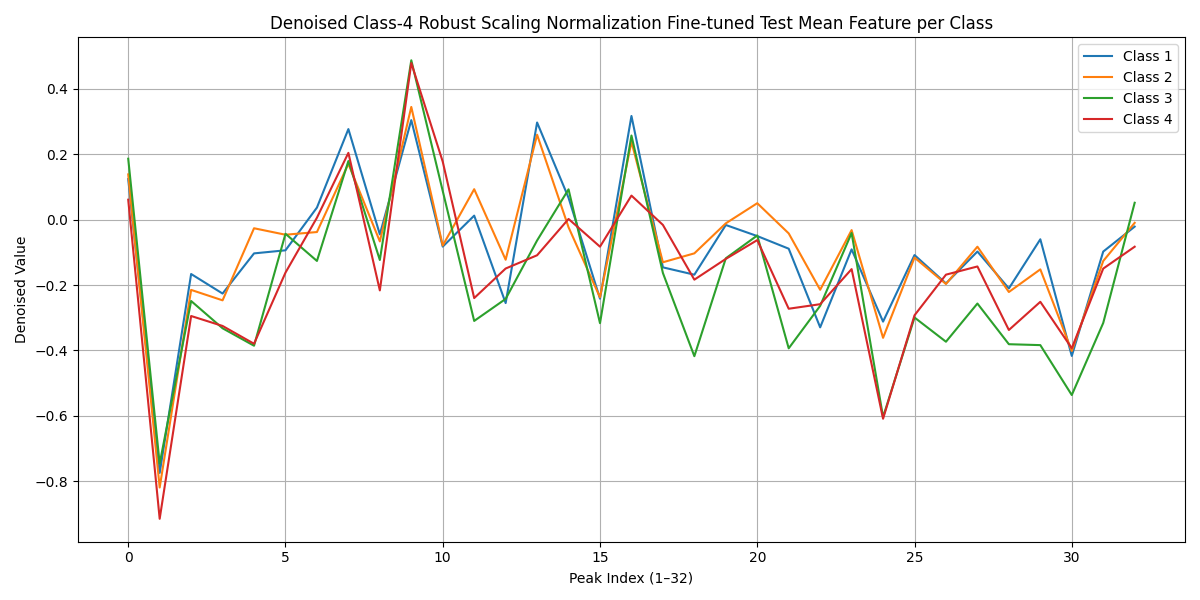 Denoised Class-4 Robust Scaling Normalization Fine-tuned Test Mean Feature per Class
Class 1
Class 2
Class 3
Class 4
Denoised Value
0.4
0.2
0.0
−0.2
−0.4
−0.6
−0.8
0
5
10
15
20
25
30
Peak Index (1–32)